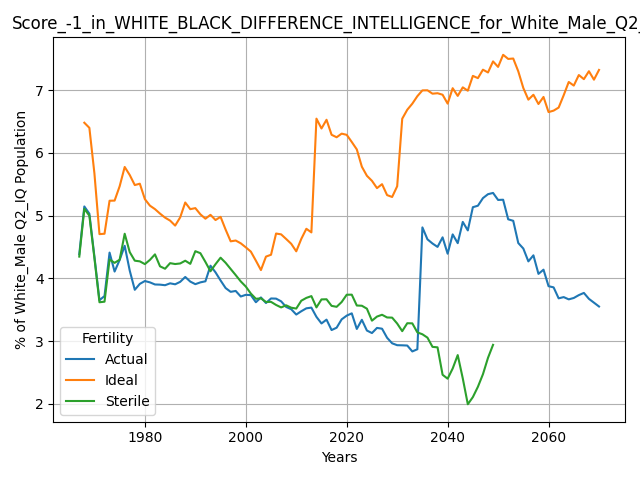 Score_-1_in_WHITE_BLACK_DIFFERENCE_INTELLIGENCE_for_White_Male_Q2_
% of White_Male Q2_IQ Population
7
6
5
4
3
2
Fertility
Actual
Ideal
Sterile
1980 2000 2020 2040 2060
Years